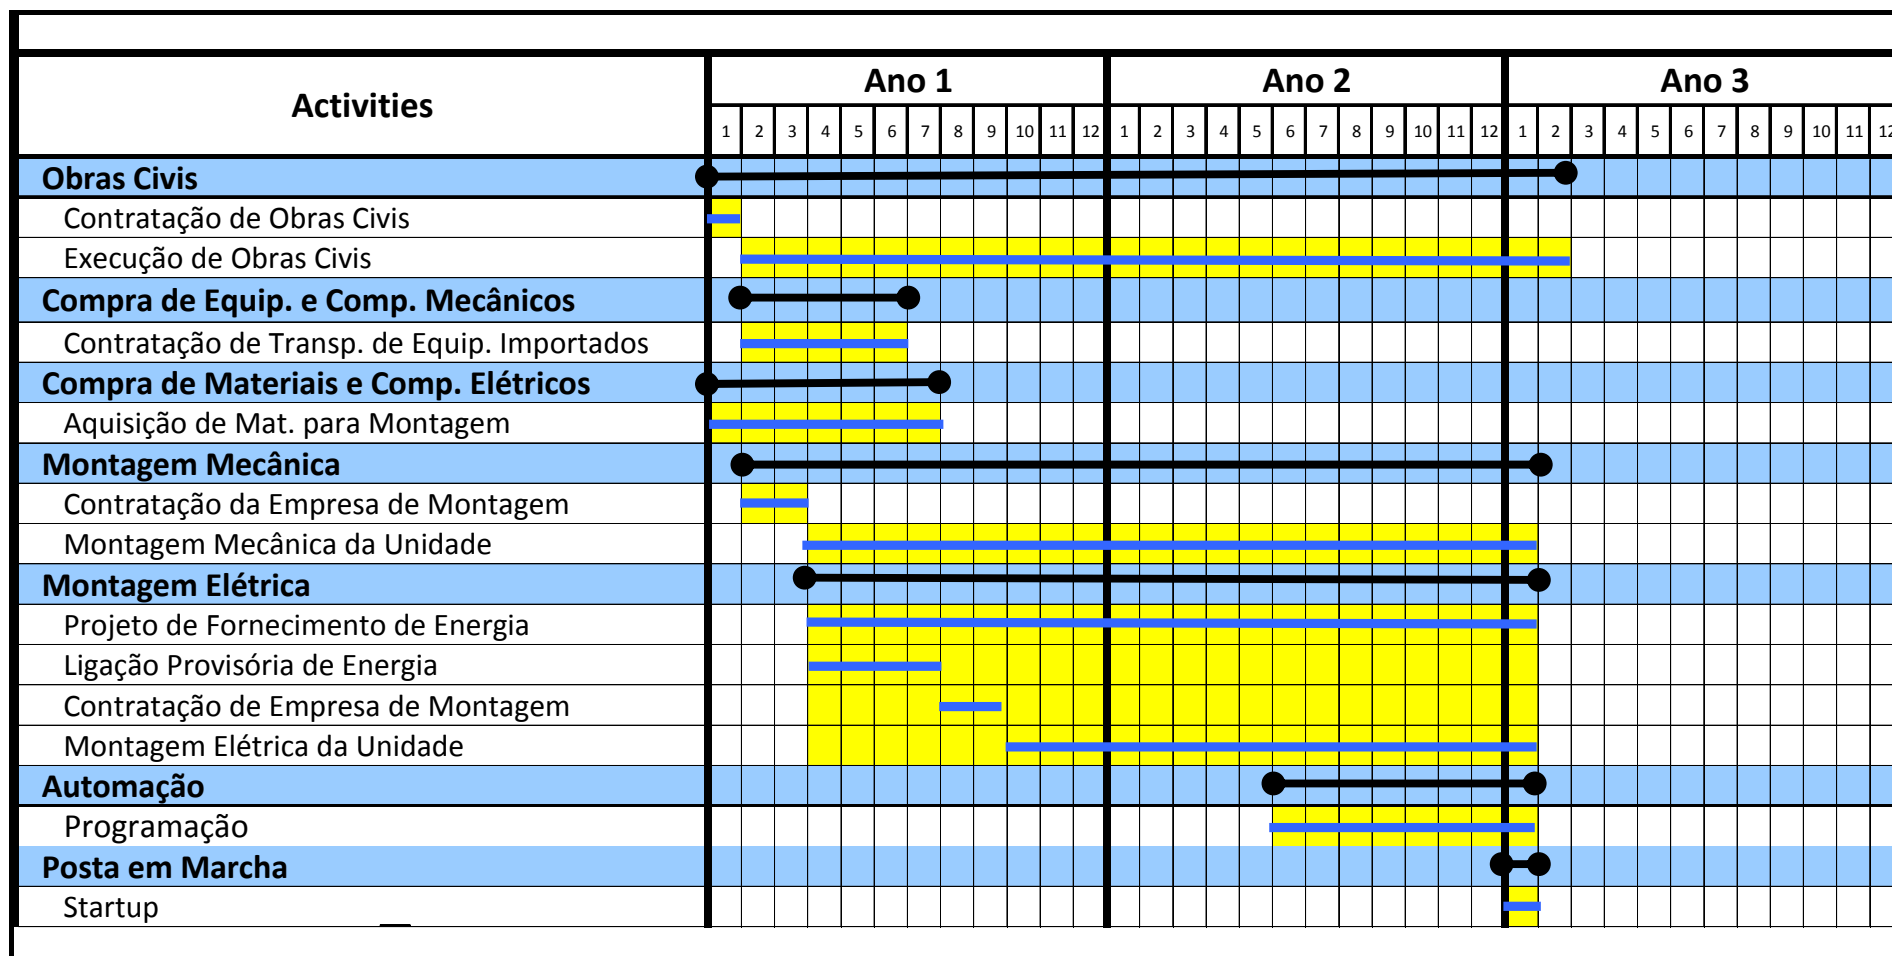 Activities
Ano 1 Ano 2 Ano 3
1 2 3 4 5 6 7 8 9 10 11 12 1 2 3 4 5 6 7 8 9 10 11 12 1 2 3 4 5 6 7 8 9 10 11 12
Obras Civis
Contratação de Obras Civis
Execução de Obras Civis
Compra de Equip. e Comp. Mecânicos
Contratação de Transp. de Equip. Importados
Compra de Materiais e Comp. Elétricos
Aquisição de Mat. para Montagem
Montagem Mecânica
Contratação da Empresa de Montagem
Montagem Mecânica da Unidade
Montagem Elétrica
Projeto de Fornecimento de Energia
Ligação Provisória de Energia
Contratação de Empresa de Montagem
Montagem Elétrica da Unidade
Automação
Programação
Posta em Marcha
Startup